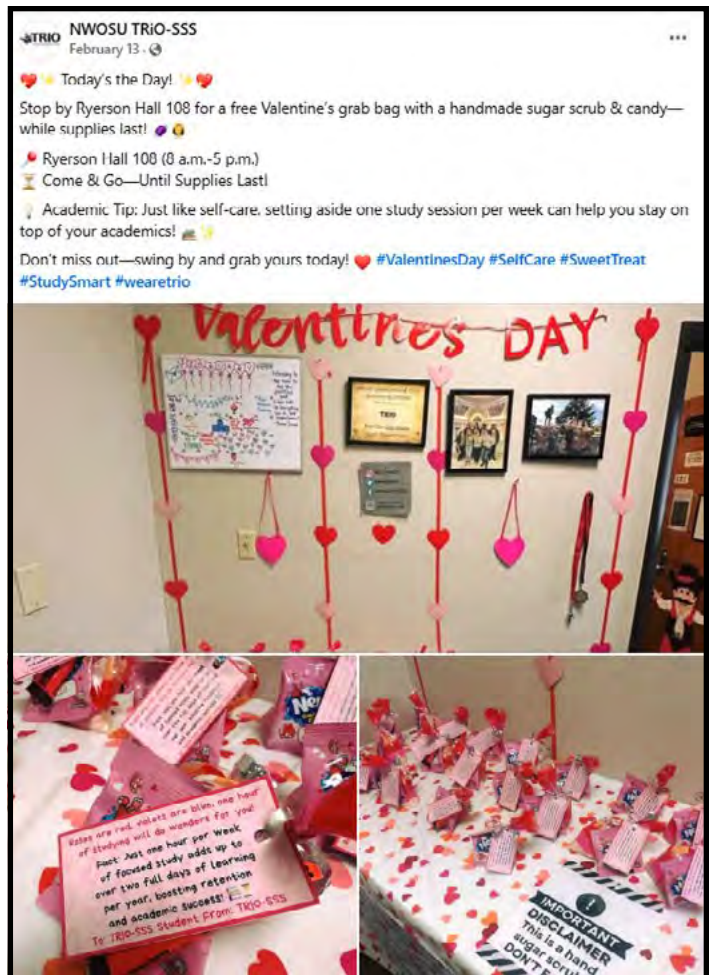 TRIO
NWOSU TRiO-SSS
February 13
Today's the Day!
Stop by Ryerson Hall 108 for a free Valentine's grab bag with a handmade sugar scrub & candy—
while supplies last!
Ryerson Hall 108 (8 a.m.-5 p.m.)
Come & Go—Until Supplies Last!
Academic Tip: Just like self-care, setting aside one study session per week can help you stay on
top of your academics!
Don't miss out—swing by and grab yours today! #ValentinesDay #SelfCare #SweetTreat
#StudySmart #wearetrio
Valentines DAY
TRIO
Roses are red, violets are blue, one hour
of studying will do wonders for you!
Fact: Just one hour per week
of focused study adds up to
over two full days of learning
per year, boosting retention
and academic success!
To: TRiO-SSS Student From: TRiO-SSS
IMPORTANT
DISCLAIMER
This is a hand
sugar scr
DON'T